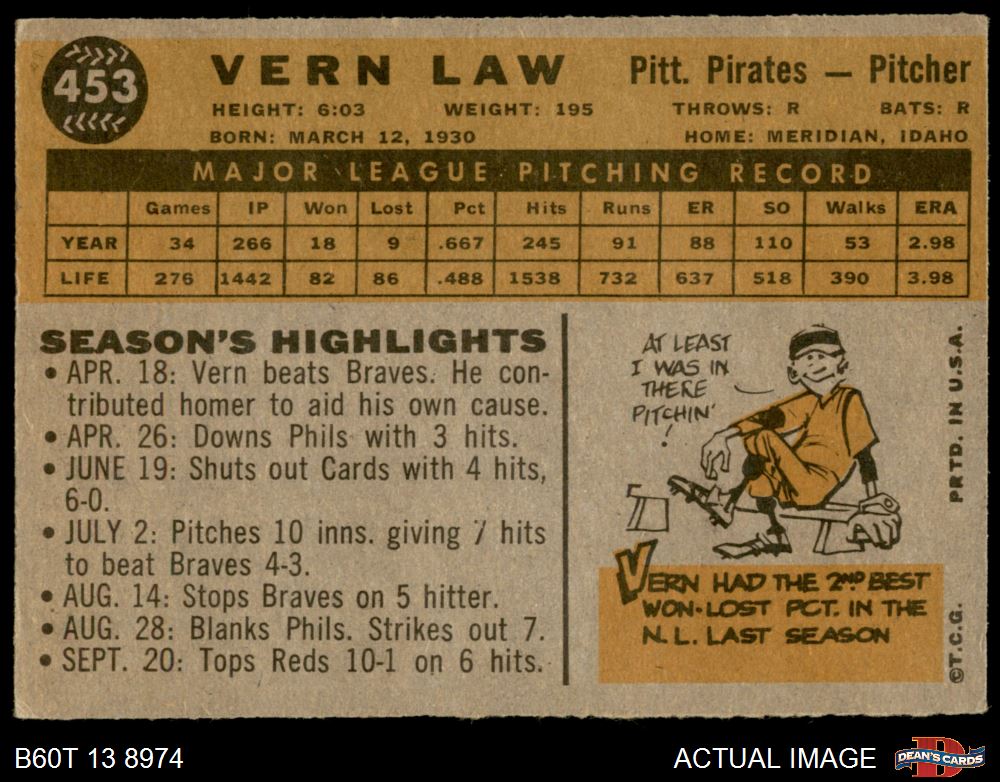 453
VERN LAW
Pitt. Pirates — Pitcher
HEIGHT: 6:03 WEIGHT: 195 THROWS: R BATS: R
BORN: MARCH 12, 1930 HOME: MERIDIAN, IDAHO
MAJOR LEAGUE PITCHING RECORD
Games IP Won Lost Pct Hits Runs ER SO Walks ERA
YEAR 34 266 18 9 .667 245 91 88 110 53 2.98
LIFE 276 1442 82 86 .488 1538 732 637 518 390 3.98
SEASON'S HIGHLIGHTS
• APR. 18: Vern beats Braves. He con-
tributed homer to aid his own cause.
• APR. 26: Downs Phils with 3 hits.
• JUNE 19: Shuts out Cards with 4 hits,
6-0.
• JULY 2: Pitches 10 inns. giving 7 hits
to beat Braves 4-3.
• AUG. 14: Stops Braves on 5 hitter.
• AUG. 28: Blanks Phils. Strikes out 7.
• SEPT. 20: Tops Reds 10-1 on 6 hits.
AT LEAST
I WAS IN
THERE
PITCHIN'
!
VERN HAD THE 2ND BEST
WON-LOST PCT. IN THE
N.L. LAST SEASON
PRTD. IN U.S.A.
©T.C.G.
B60T 13 8974
ACTUAL IMAGE
D
DEAN'S CARDS